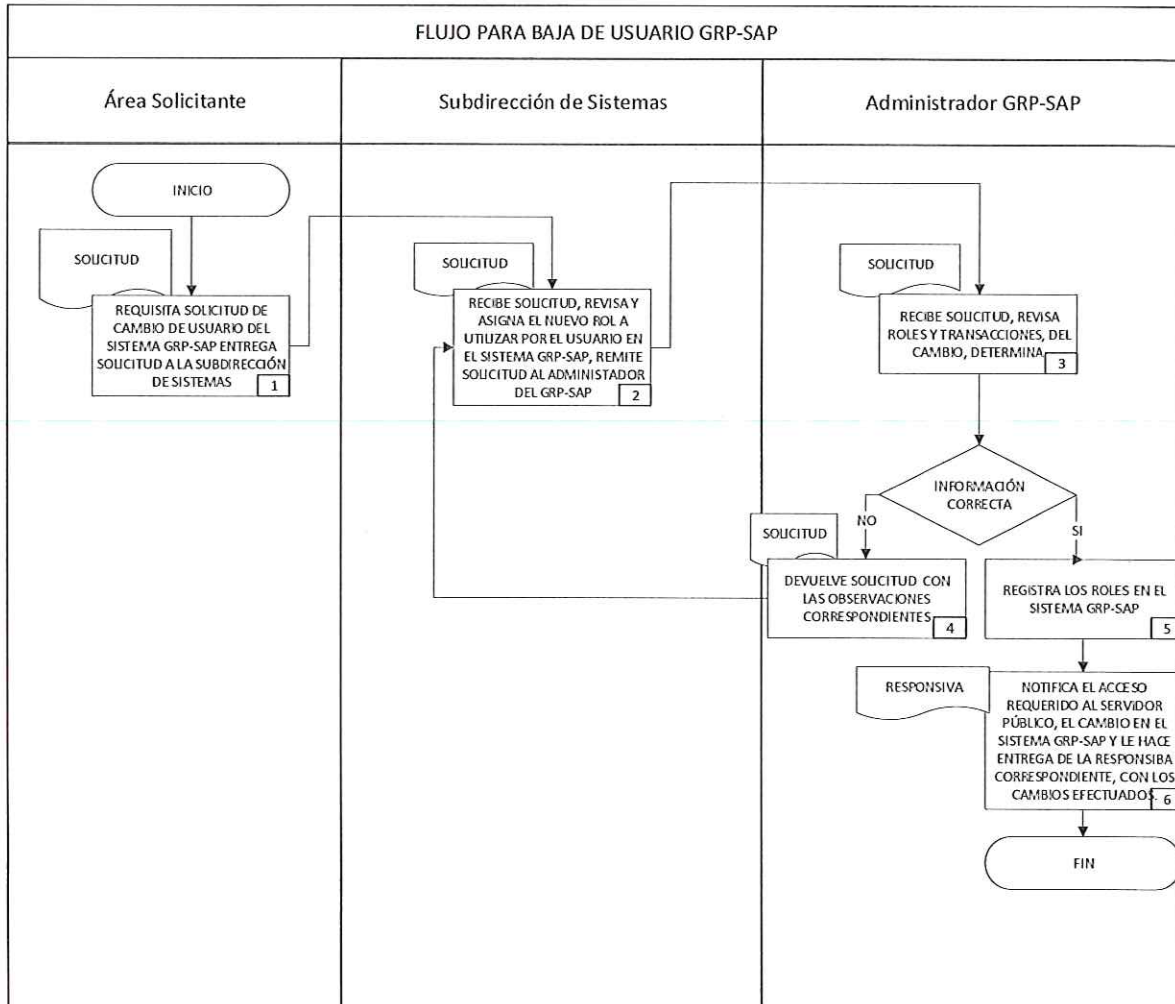 FLUJO PARA BAJA DE USUARIO GRP-SAP
Área Solicitante
Subdirección de Sistemas
Administrador GRP-SAP
INICIO
SOLICITUD
REQUISITA SOLICITUD DE
CAMBIO DE USUARIO DEL
SISTEMA GRP-SAP ENTREGA
SOLICITUD A LA SUBDIRECCIÓN
DE SISTEMAS
1
SOLICITUD
RECIBE SOLICITUD, REVISA Y
ASIGNA EL NUEVO ROL A
UTILIZAR POR EL USUARIO EN
EL SISTEMA GRP-SAP, REMITE
SOLICITUD AL ADMINISTADOR
DEL GRP-SAP
2
SOLICITUD
RECIBE SOLICITUD, REVISA
ROLES Y TRANSACCIONES, DEL
CAMBIO, DETERMINA.
3
INFORMACIÓN
CORRECTA
NO
SI
SOLICITUD
DEVUELVE SOLICITUD CON
LAS OBSERVACIONES
CORRESPONDIENTES
4
REGISTRA LOS ROLES EN EL
SISTEMA GRP-SAP
5
RESPONSIVA
NOTIFICA EL ACCESO
REQUERIDO AL SERVIDOR
PÚBLICO, EL CAMBIO EN EL
SISTEMA GRP-SAP Y LE HACE
ENTREGA DE LA RESPONSIBA
CORRESPONDIENTE, CON LOS
CAMBIOS EFECTUADOS.
6
FIN